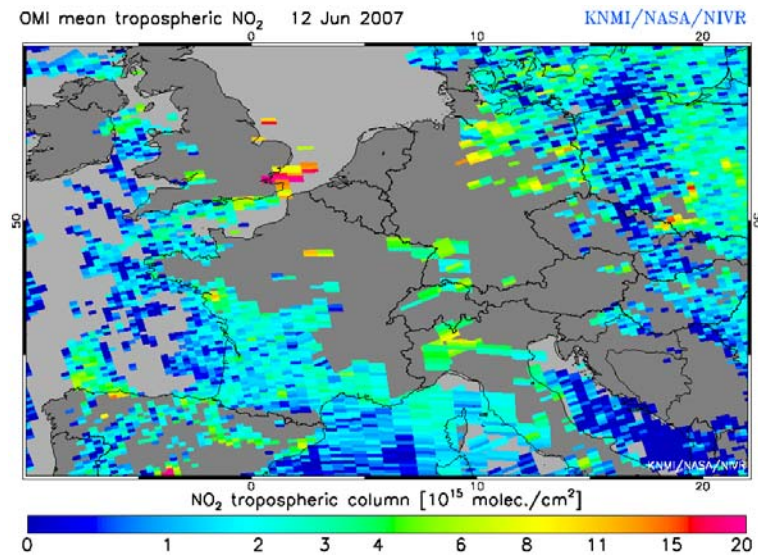 OMI mean tropospheric NO₂ 12 Jun 2007 KNMI/NASA/NIVR
0 10 20
50 50
KNMI/NASA/NIVR
0 10 20
NO₂ tropospheric column [10¹⁵ molec./cm²]
0 1 2 3 4 6 8 11 15 20